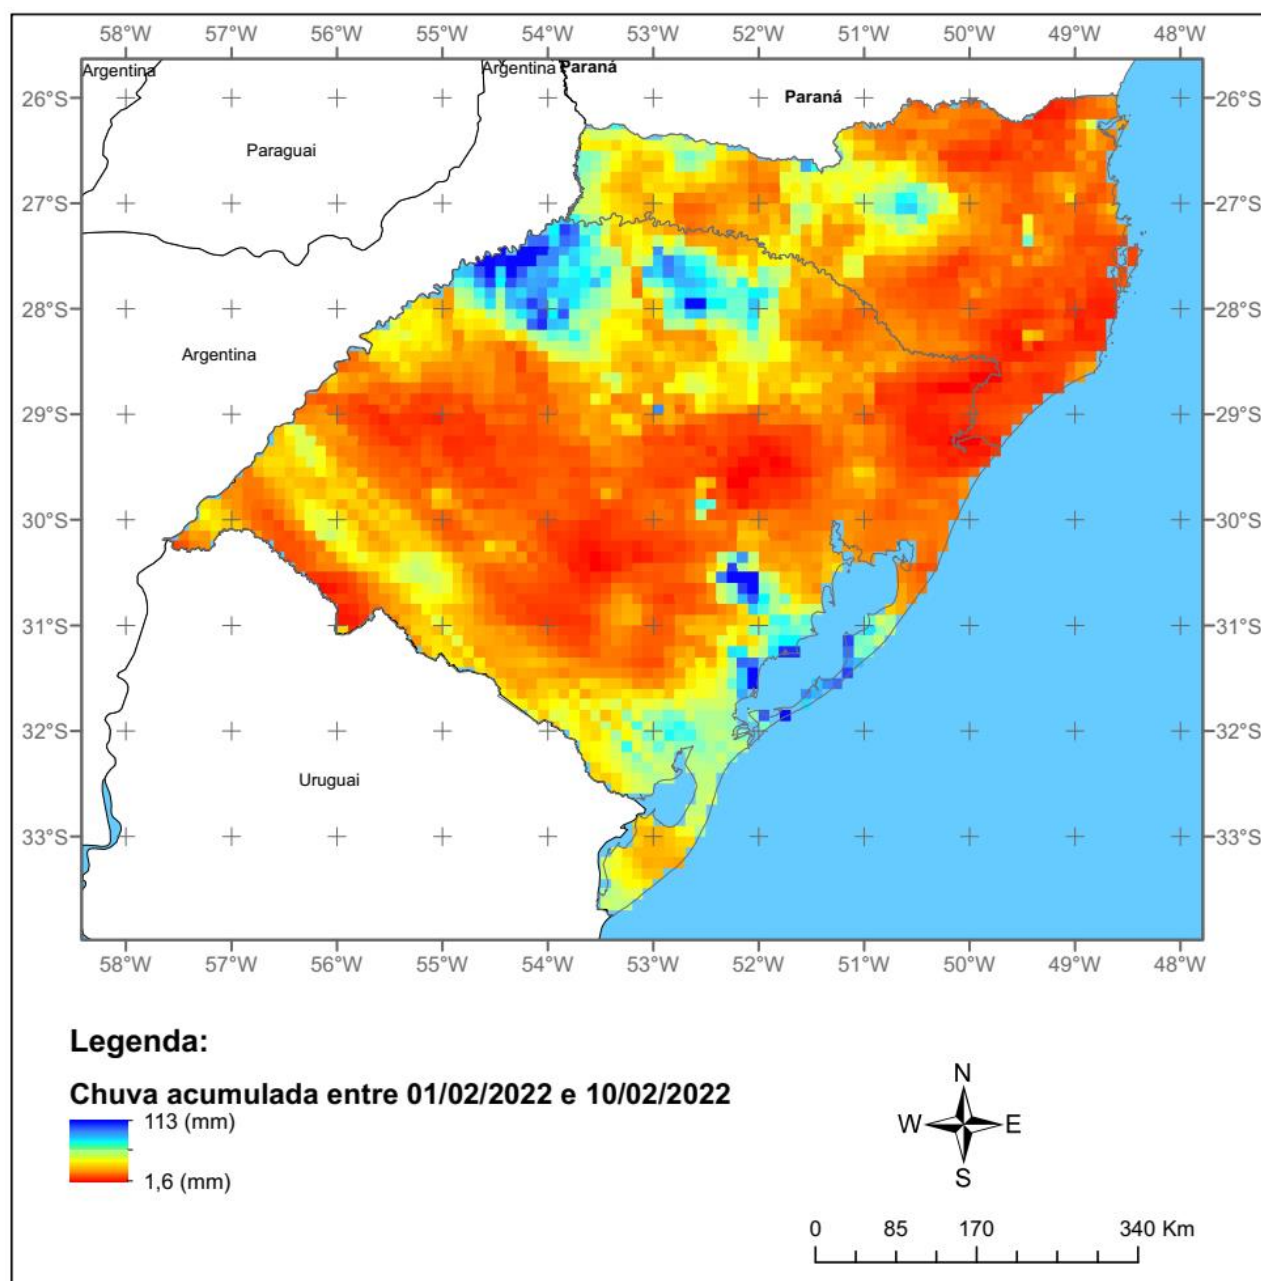 58°W 57°W 56°W 55°W 54°W 53°W 52°W 51°W 50°W 49°W 48°W
Argentina Argentina Paraná
26°S Paraná 26°S
Paraguai
27°S 27°S
28°S 28°S
Argentina
29°S 29°S
30°S 30°S
31°S 31°S
32°S 32°S
Uruguai
33°S 33°S
58°W 57°W 56°W 55°W 54°W 53°W 52°W 51°W 50°W 49°W 48°W
Legenda:
Chuva acumulada entre 01/02/2022 e 10/02/2022
113 (mm)
1,6 (mm)
N
W E
S
0 85 170 340 Km